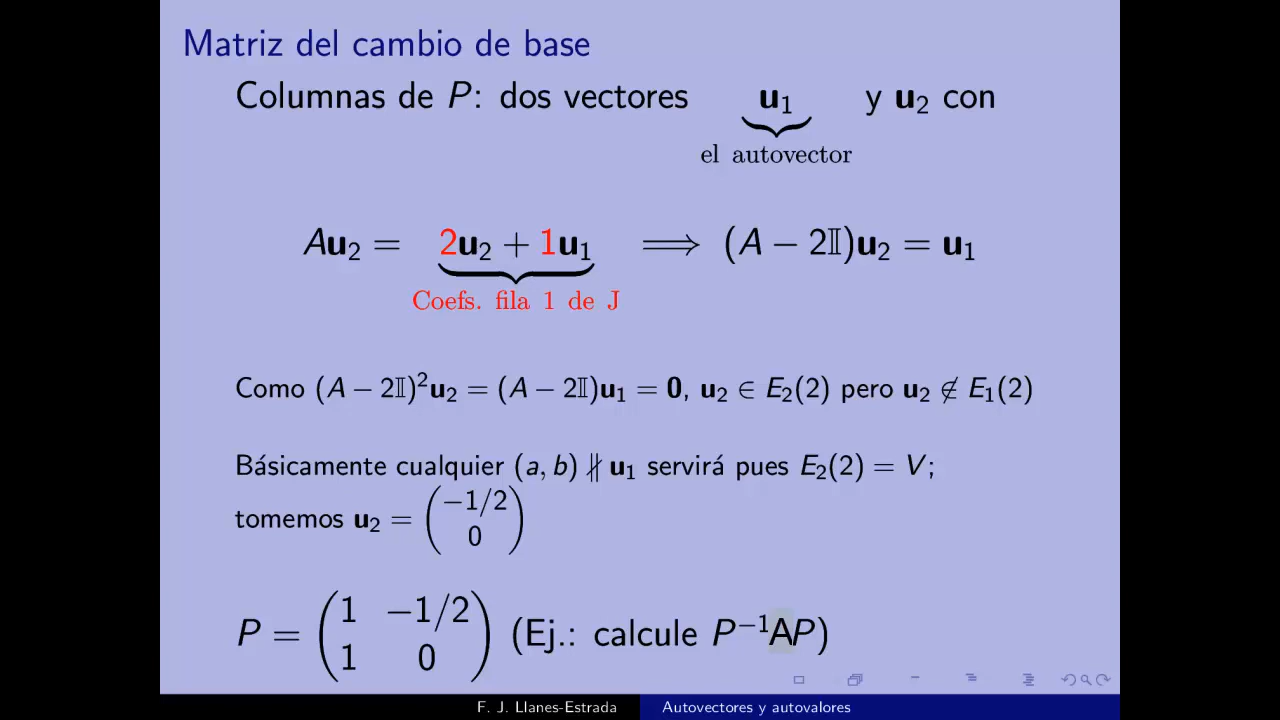 Matriz del cambio de base
Columnas de P: dos vectores u₁ y u₂ con
el autovector
Au₂ = 2u₂ + 1u₁ ⟹ (A − 2𝕀)u₂ = u₁
Coefs. fila 1 de J
Como (A − 2𝕀)²u₂ = (A − 2𝕀)u₁ = 0, u₂ ∈ E₂(2) pero u₂ ∉ E₁(2)
Básicamente cualquier (a, b) ∦ u₁ servirá pues E₂(2) = V;
tomemos u₂ = (−1/2
0)
P = (1 −1/2
1 0) (Ej.: calcule P⁻¹AP)
F. J. Llanes-Estrada Autovectores y autovalores